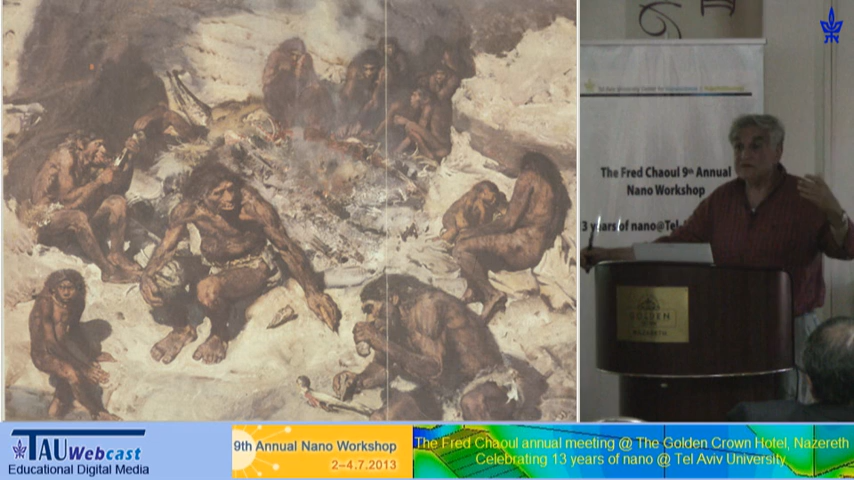 The Fred Chaoul 9th Annual
Nano Workshop
3 years of nano@Tel-
GOLDEN
TAU Webcast
Educational Digital Media
9th Annual Nano Workshop
2–4.7.2013
The Fred Chaoul annual meeting @ The Golden Crown Hotel, Nazereth
Celebrating 13 years of nano @ Tel Aviv University